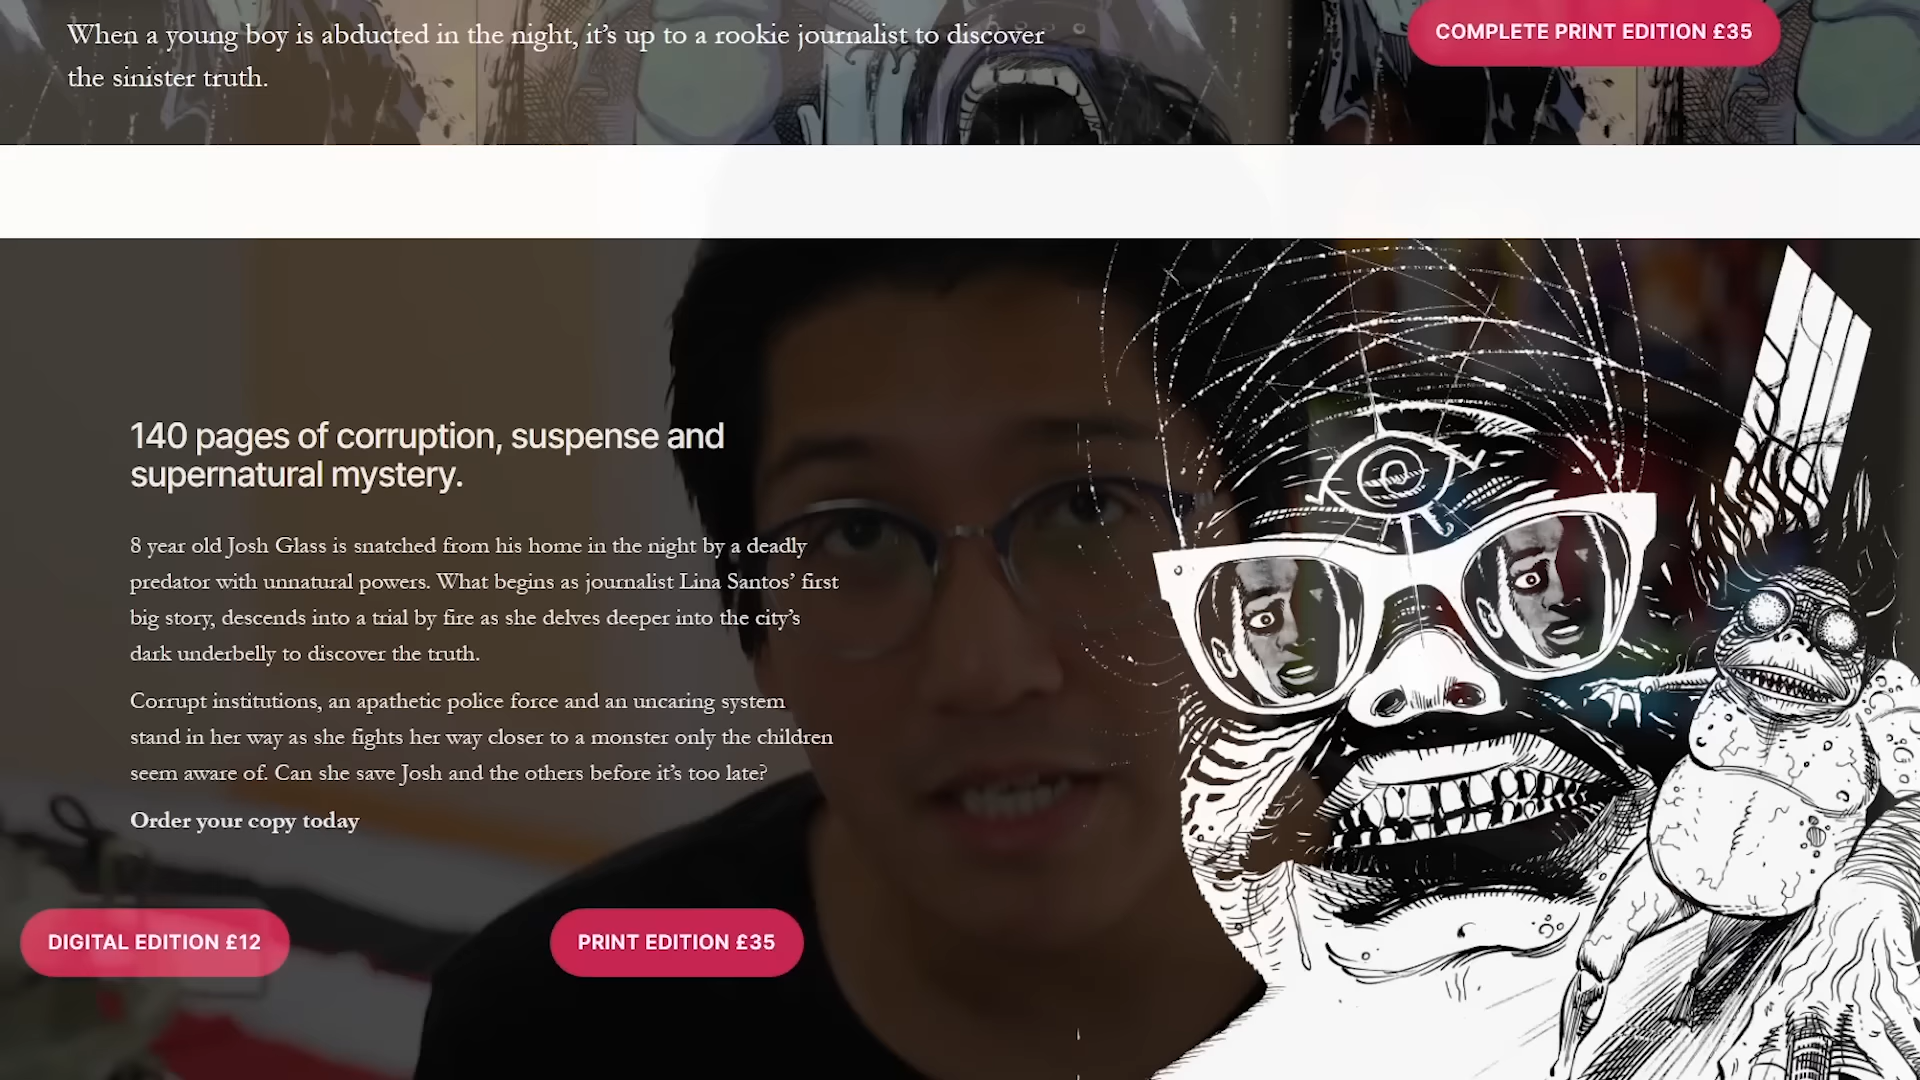 When a young boy is abducted in the night, it’s up to a rookie journalist to discover
the sinister truth.
COMPLETE PRINT EDITION £35
140 pages of corruption, suspense and
supernatural mystery.
8 year old Josh Glass is snatched from his home in the night by a deadly
predator with unnatural powers. What begins as journalist Lina Santos’ first
big story, descends into a trial by fire as she delves deeper into the city’s
dark underbelly to discover the truth.
Corrupt institutions, an apathetic police force and an uncaring system
stand in her way as she fights her way closer to a monster only the children
seem aware of. Can she save Josh and the others before it’s too late?
Order your copy today
DIGITAL EDITION £12
PRINT EDITION £35